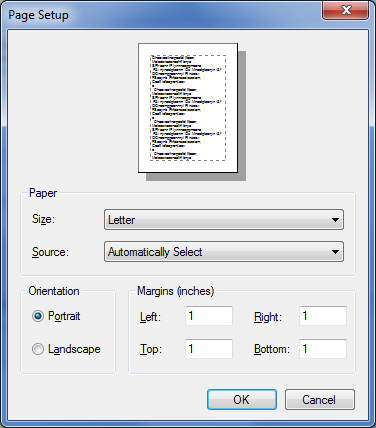 Page Setup
Paper
Size:
Letter
Source:
Automatically Select
Orientation
Portrait
Landscape
Margins (inches)
Left: 1 Right: 1
Top: 1 Bottom: 1
OK Cancel